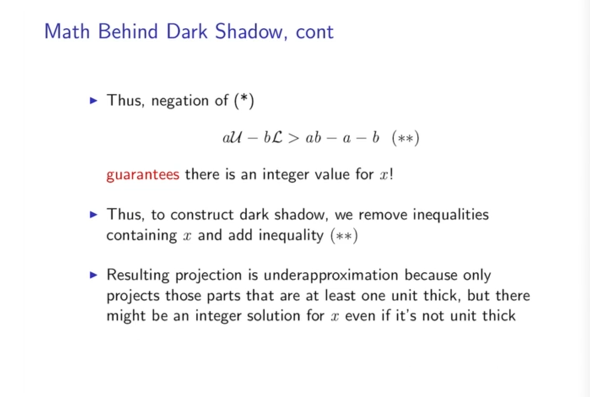 Math Behind Dark Shadow, cont
▶ Thus, negation of (*)
a𝒰 − bℒ > ab − a − b (**)
guarantees there is an integer value for x!
▶ Thus, to construct dark shadow, we remove inequalities
containing x and add inequality (**)
▶ Resulting projection is underapproximation because only
projects those parts that are at least one unit thick, but there
might be an integer solution for x even if it's not unit thick